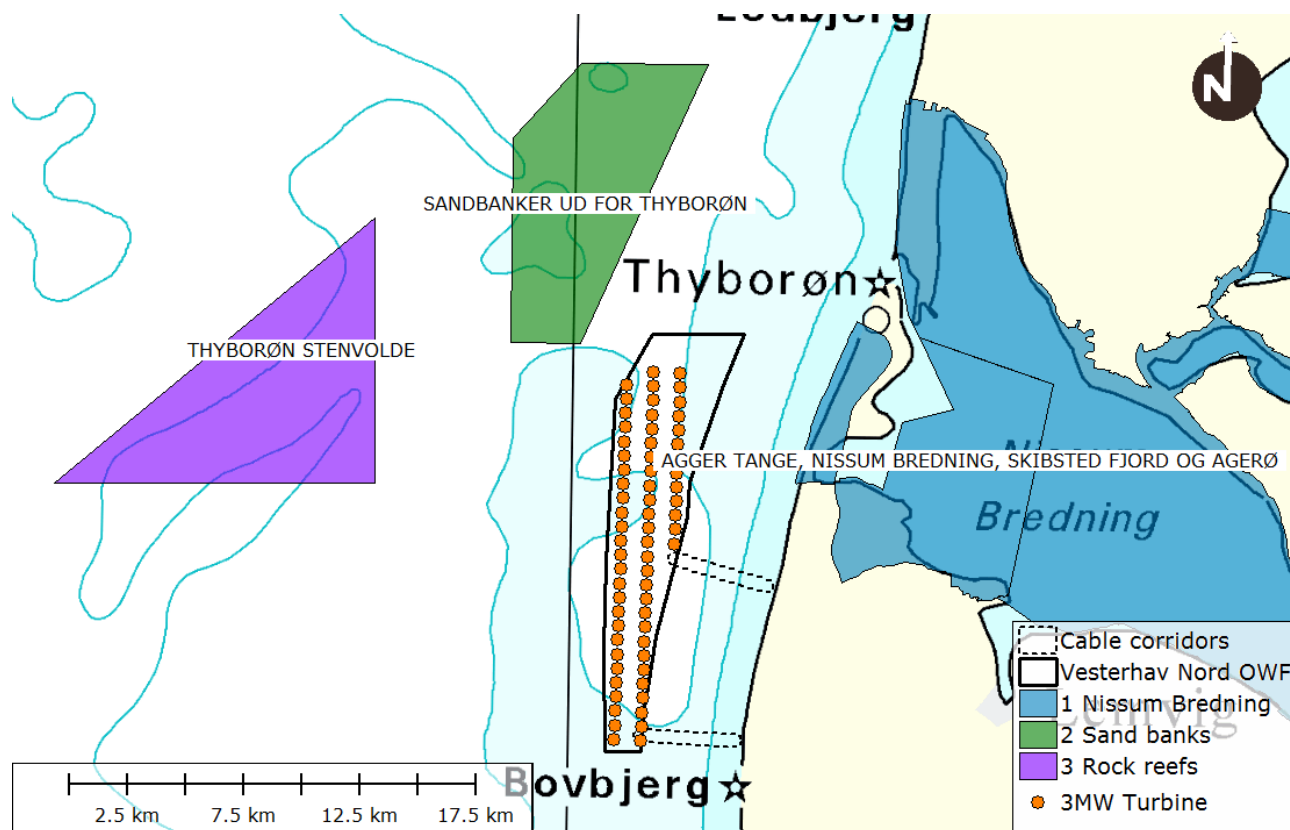 Lodbjerg
N
SANDBANKER UD FOR THYBORØN
Thyborøn
THYBORØN STENVOLDE
AGGER TANGE, NISSUM BREDNING, SKIBSTED FJORD OG AGERØ
Bredning
Cable corridors
Vesterhav Nord OWF
1 Nissum Bredning
Lemvig
2 Sand banks
3 Rock reefs
3MW Turbine
Bovbjerg
2.5 km 7.5 km 12.5 km 17.5 km